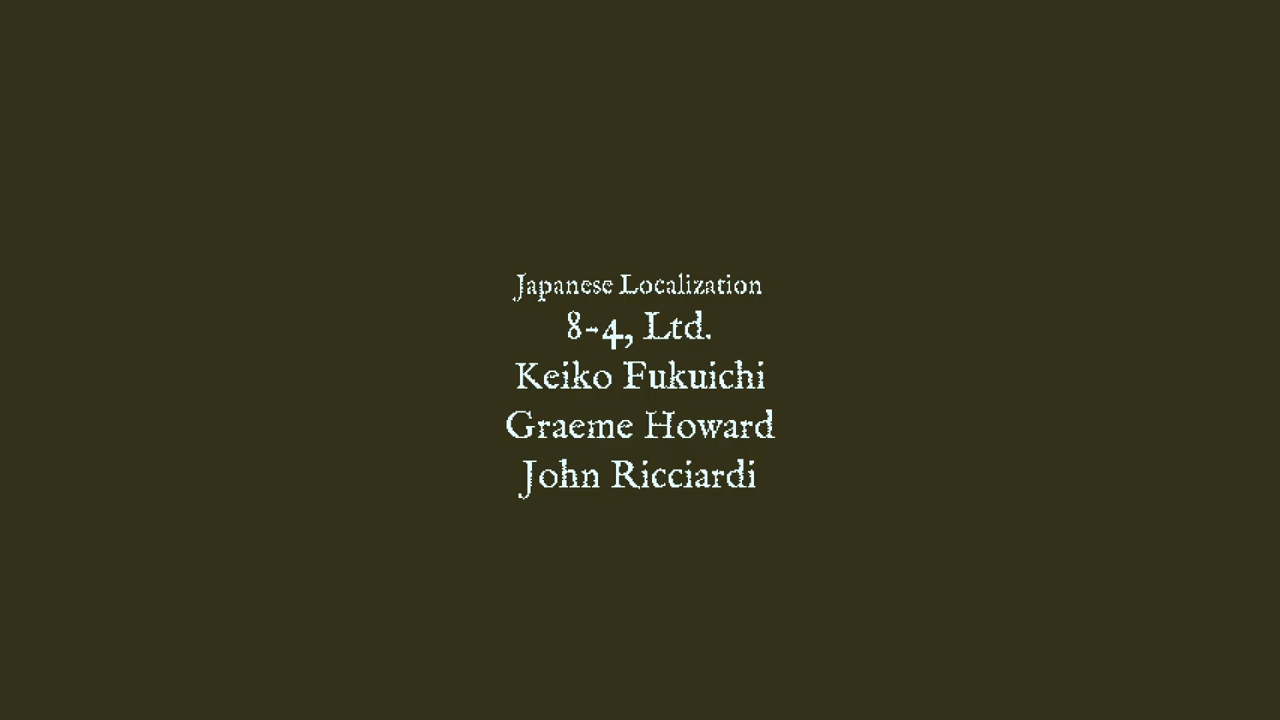 Japanese Localization
8-4, Ltd.
Keiko Fukuichi
Graeme Howard
John Ricciardi